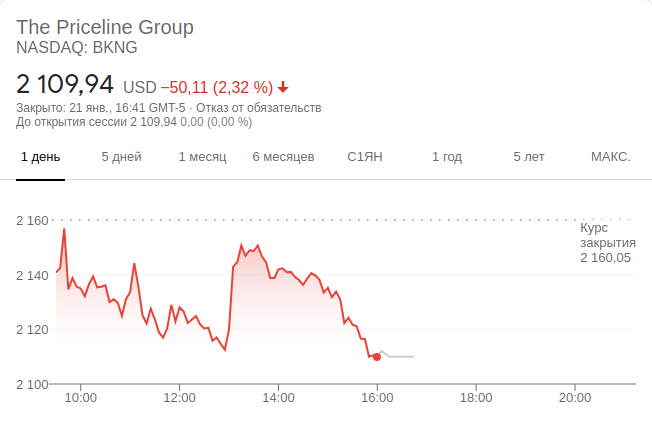 The Priceline Group
NASDAQ: BKNG
2 109,94 USD −50,11 (2,32 %)
Закрыто: 21 янв., 16:41 GMT-5 · Отказ от обязательств
До открытия сессии 2 109,94 0,00 (0,00 %)
1 день 5 дней 1 месяц 6 месяцев С1ЯН 1 год 5 лет МАКС.
2 160
Курс
закрытия
2 160,05
2 140
2 120
2 100
10:00 12:00 14:00 16:00 18:00 20:00